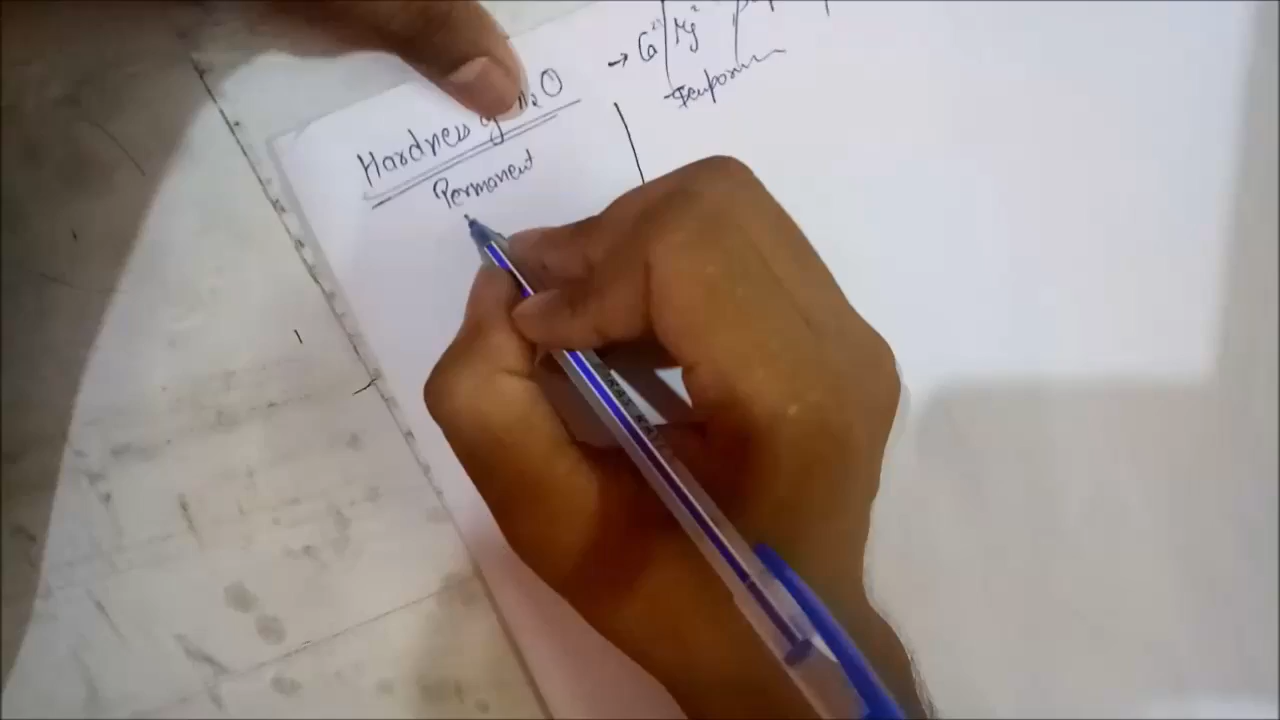 Hardness of H₂O
Permanent
→ Ca²⁺/Mg²
Temporary